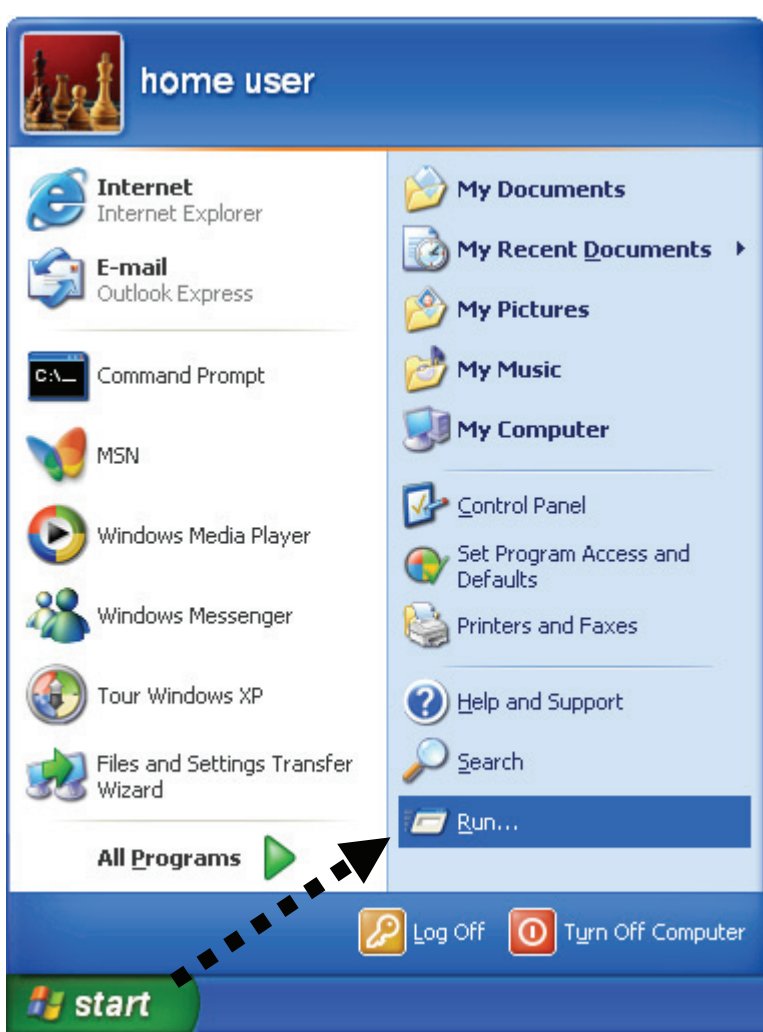 home user
Internet
Internet Explorer
E-mail
Outlook Express
C:\_
Command Prompt
MSN
Windows Media Player
Windows Messenger
Tour Windows XP
Files and Settings Transfer
Wizard
All Programs
My Documents
My Recent Documents
My Pictures
My Music
My Computer
Control Panel
Set Program Access and
Defaults
Printers and Faxes
Help and Support
Search
Run...
Log Off
Turn Off Computer
start